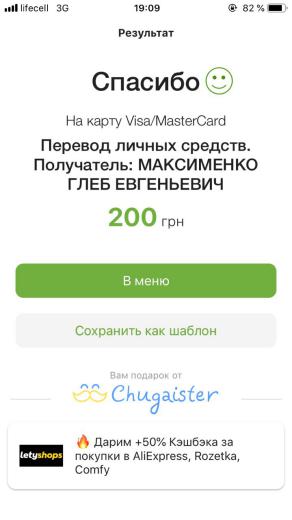 lifecell 3G 19:09 82 %
Результат
Спасибо
На карту Visa/MasterCard
Перевод личных средств.
Получатель: МАКСИМЕНКО
ГЛЕБ ЕВГЕНЬЕВИЧ
200 грн
В меню
Сохранить как шаблон
Вам подарок от
Chugaister
letyshops
🔥 Дарим +50% Кэшбэка за
покупки в AliExpress, Rozetka,
Comfy